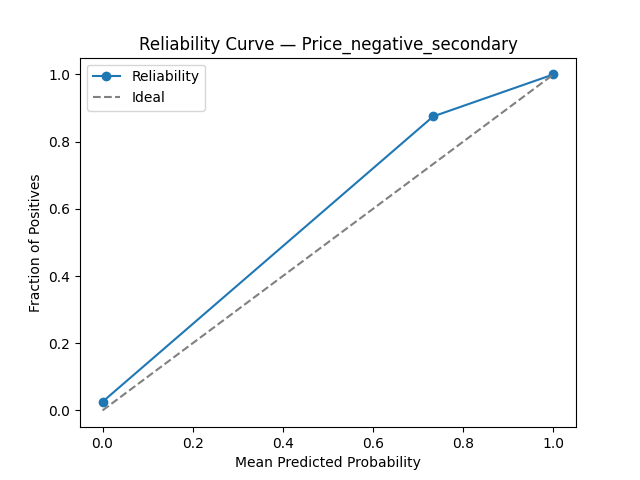 Reliability Curve — Price_negative_secondary
Reliability
Ideal
Fraction of Positives
1.0
0.8
0.6
0.4
0.2
0.0
0.0 0.2 0.4 0.6 0.8 1.0
Mean Predicted Probability